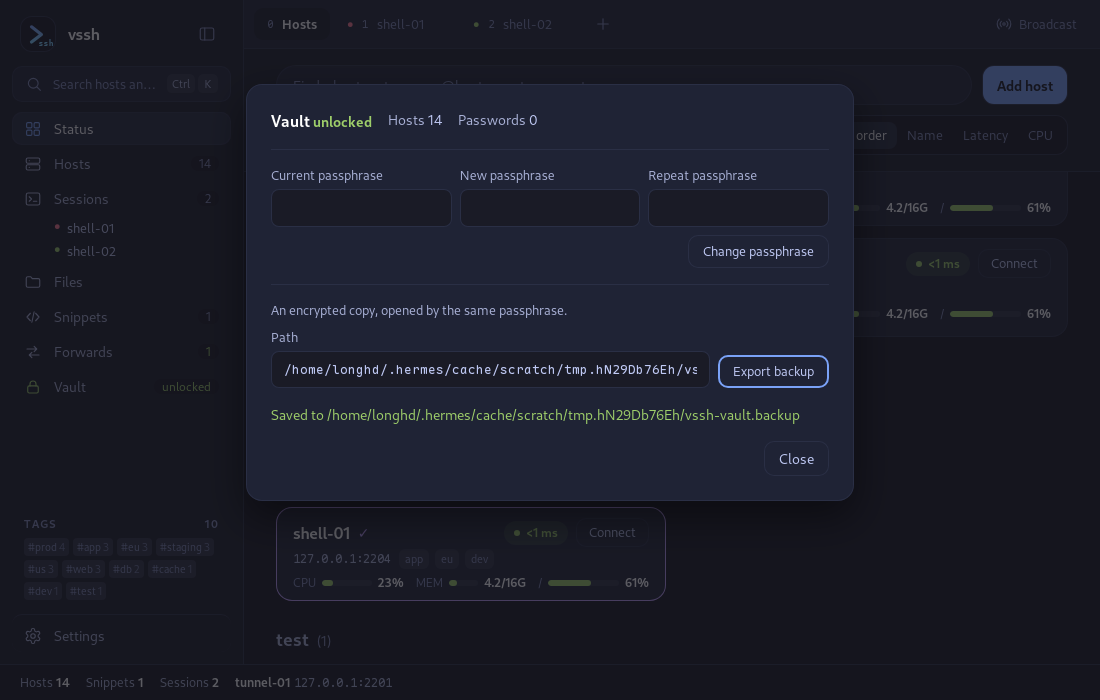 ssh
vssh
0 Hosts
1 shell-01
2 shell-02
+
Broadcast
Search hosts an… Ctrl K
Add host
Status
Hosts 14
Sessions 2
shell-01
shell-02
Files
Snippets 1
Forwards 1
Vault unlocked
order Name Latency CPU
4.2/16G / 61%
<1 ms Connect
4.2/16G / 61%
Vault unlocked Hosts 14 Passwords 0
Current passphrase New passphrase Repeat passphrase
Change passphrase
An encrypted copy, opened by the same passphrase.
Path
/home/longhd/.hermes/cache/scratch/tmp.hN29Db76Eh/vs
Export backup
Saved to /home/longhd/.hermes/cache/scratch/tmp.hN29Db76Eh/vssh-vault.backup
Close
shell-01 ✓ <1 ms Connect
127.0.0.1:2204 app eu dev
CPU 23% MEM 4.2/16G / 61%
test (1)
TAGS 10
#prod 4 #app 3 #eu 3 #staging 3
#us 3 #web 3 #db 2 #cache 1
#dev 1 #test 1
Settings
Hosts 14 Snippets 1 Sessions 2 tunnel-01 127.0.0.1:2201